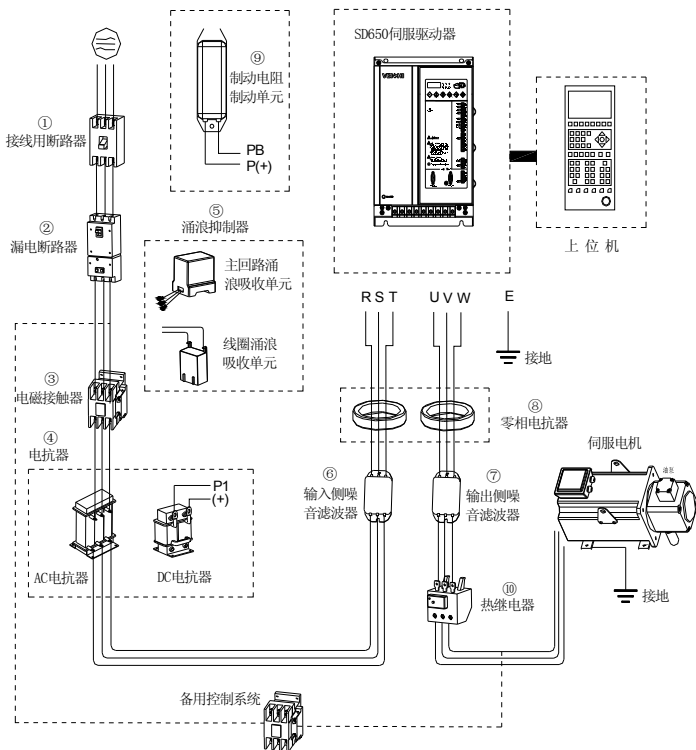 SD650伺服驱动器
⑨
制动电阻
制动单元
PB
P(+)
①
接线用断路器
②
漏电断路器
⑤
涌浪抑制器
主回路涌
浪吸收单元
线圈涌浪
吸收单元
上位机
R S T
U V W
E
接地
③
电磁接触器
④
电抗器
P1
(+)
AC电抗器
DC电抗器
⑧
零相电抗器
⑥
输入侧噪
音滤波器
⑦
输出侧噪
音滤波器
伺服电机
⑩
热继电器
接地
备用控制系统